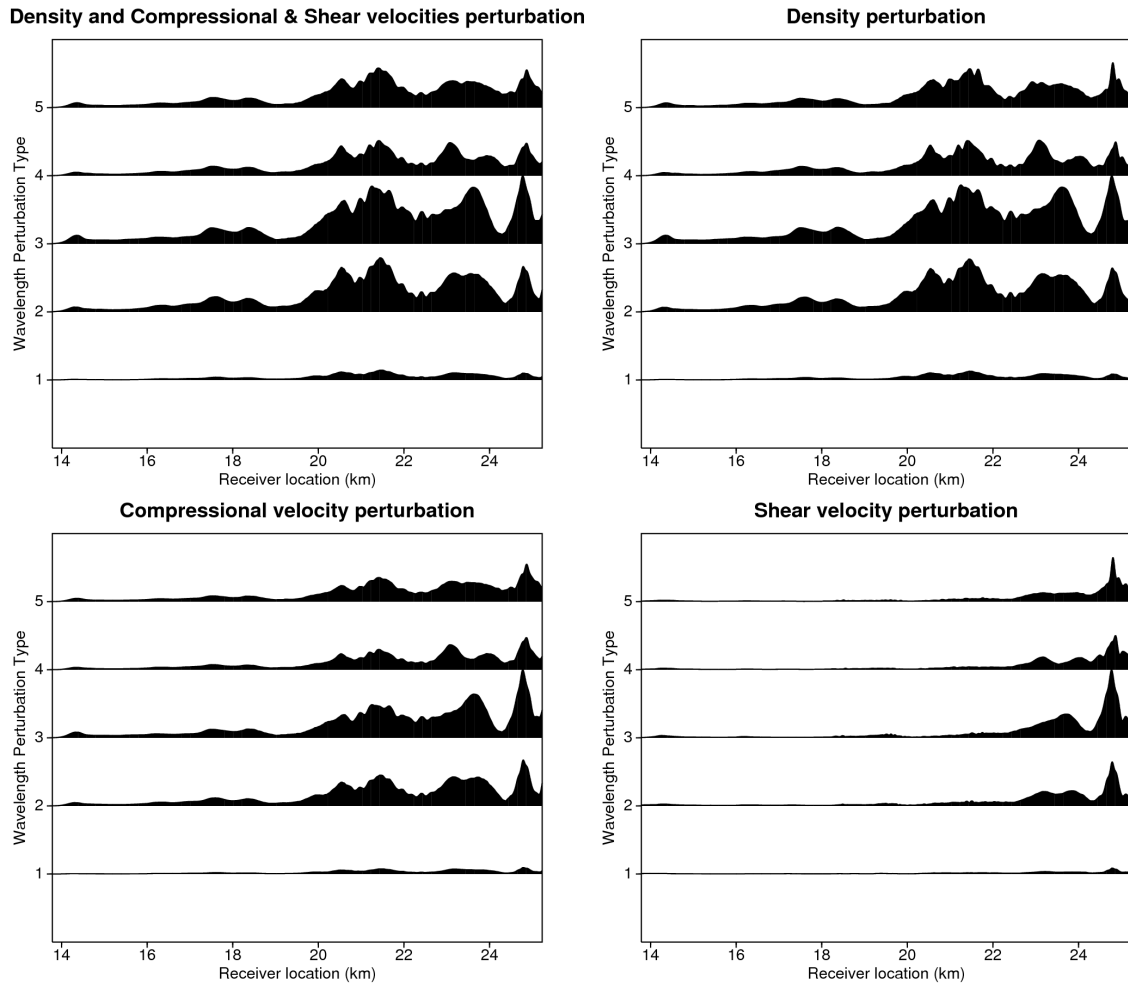 Density and Compressional & Shear velocities perturbation
Wavelength Perturbation Type
5
4
3
2
1
14 16 18 20 22 24
Receiver location (km)
Density perturbation
Wavelength Perturbation Type
5
4
3
2
1
14 16 18 20 22 24
Receiver location (km)
Compressional velocity perturbation
Wavelength Perturbation Type
5
4
3
2
1
14 16 18 20 22 24
Receiver location (km)
Shear velocity perturbation
Wavelength Perturbation Type
5
4
3
2
1
14 16 18 20 22 24
Receiver location (km)